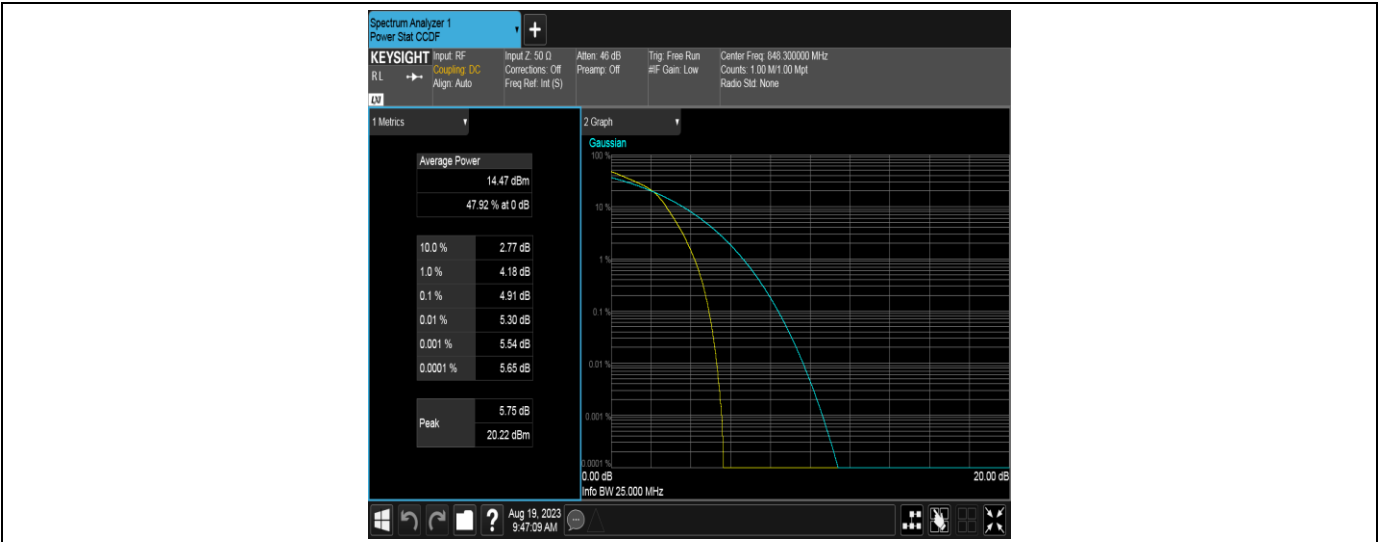 Spectrum Analyzer 1
Power Stat CCDF
+
KEYSIGHT
RL
LXI
Input: RF
Coupling: DC
Align: Auto
Input Z: 50 Ω
Corrections: Off
Freq Ref: Int (S)
Atten: 46 dB
Preamp: Off
Trig: Free Run
#IF Gain: Low
Center Freq: 848.300000 MHz
Counts: 1.00 M/1.00 Mpt
Radio Std: None
1 Metrics
Average Power
14.47 dBm
47.92 % at 0 dB
10.0 % 2.77 dB
1.0 % 4.18 dB
0.1 % 4.91 dB
0.01 % 5.30 dB
0.001 % 5.54 dB
0.0001 % 5.65 dB
Peak
5.75 dB
20.22 dBm
2 Graph
Gaussian
100 %
10 %
1 %
0.1 %
0.01 %
0.001 %
0.0001 %
0.00 dB 20.00 dB
Info BW 25.000 MHz
?
Aug 19, 2023
9:47:09 AM